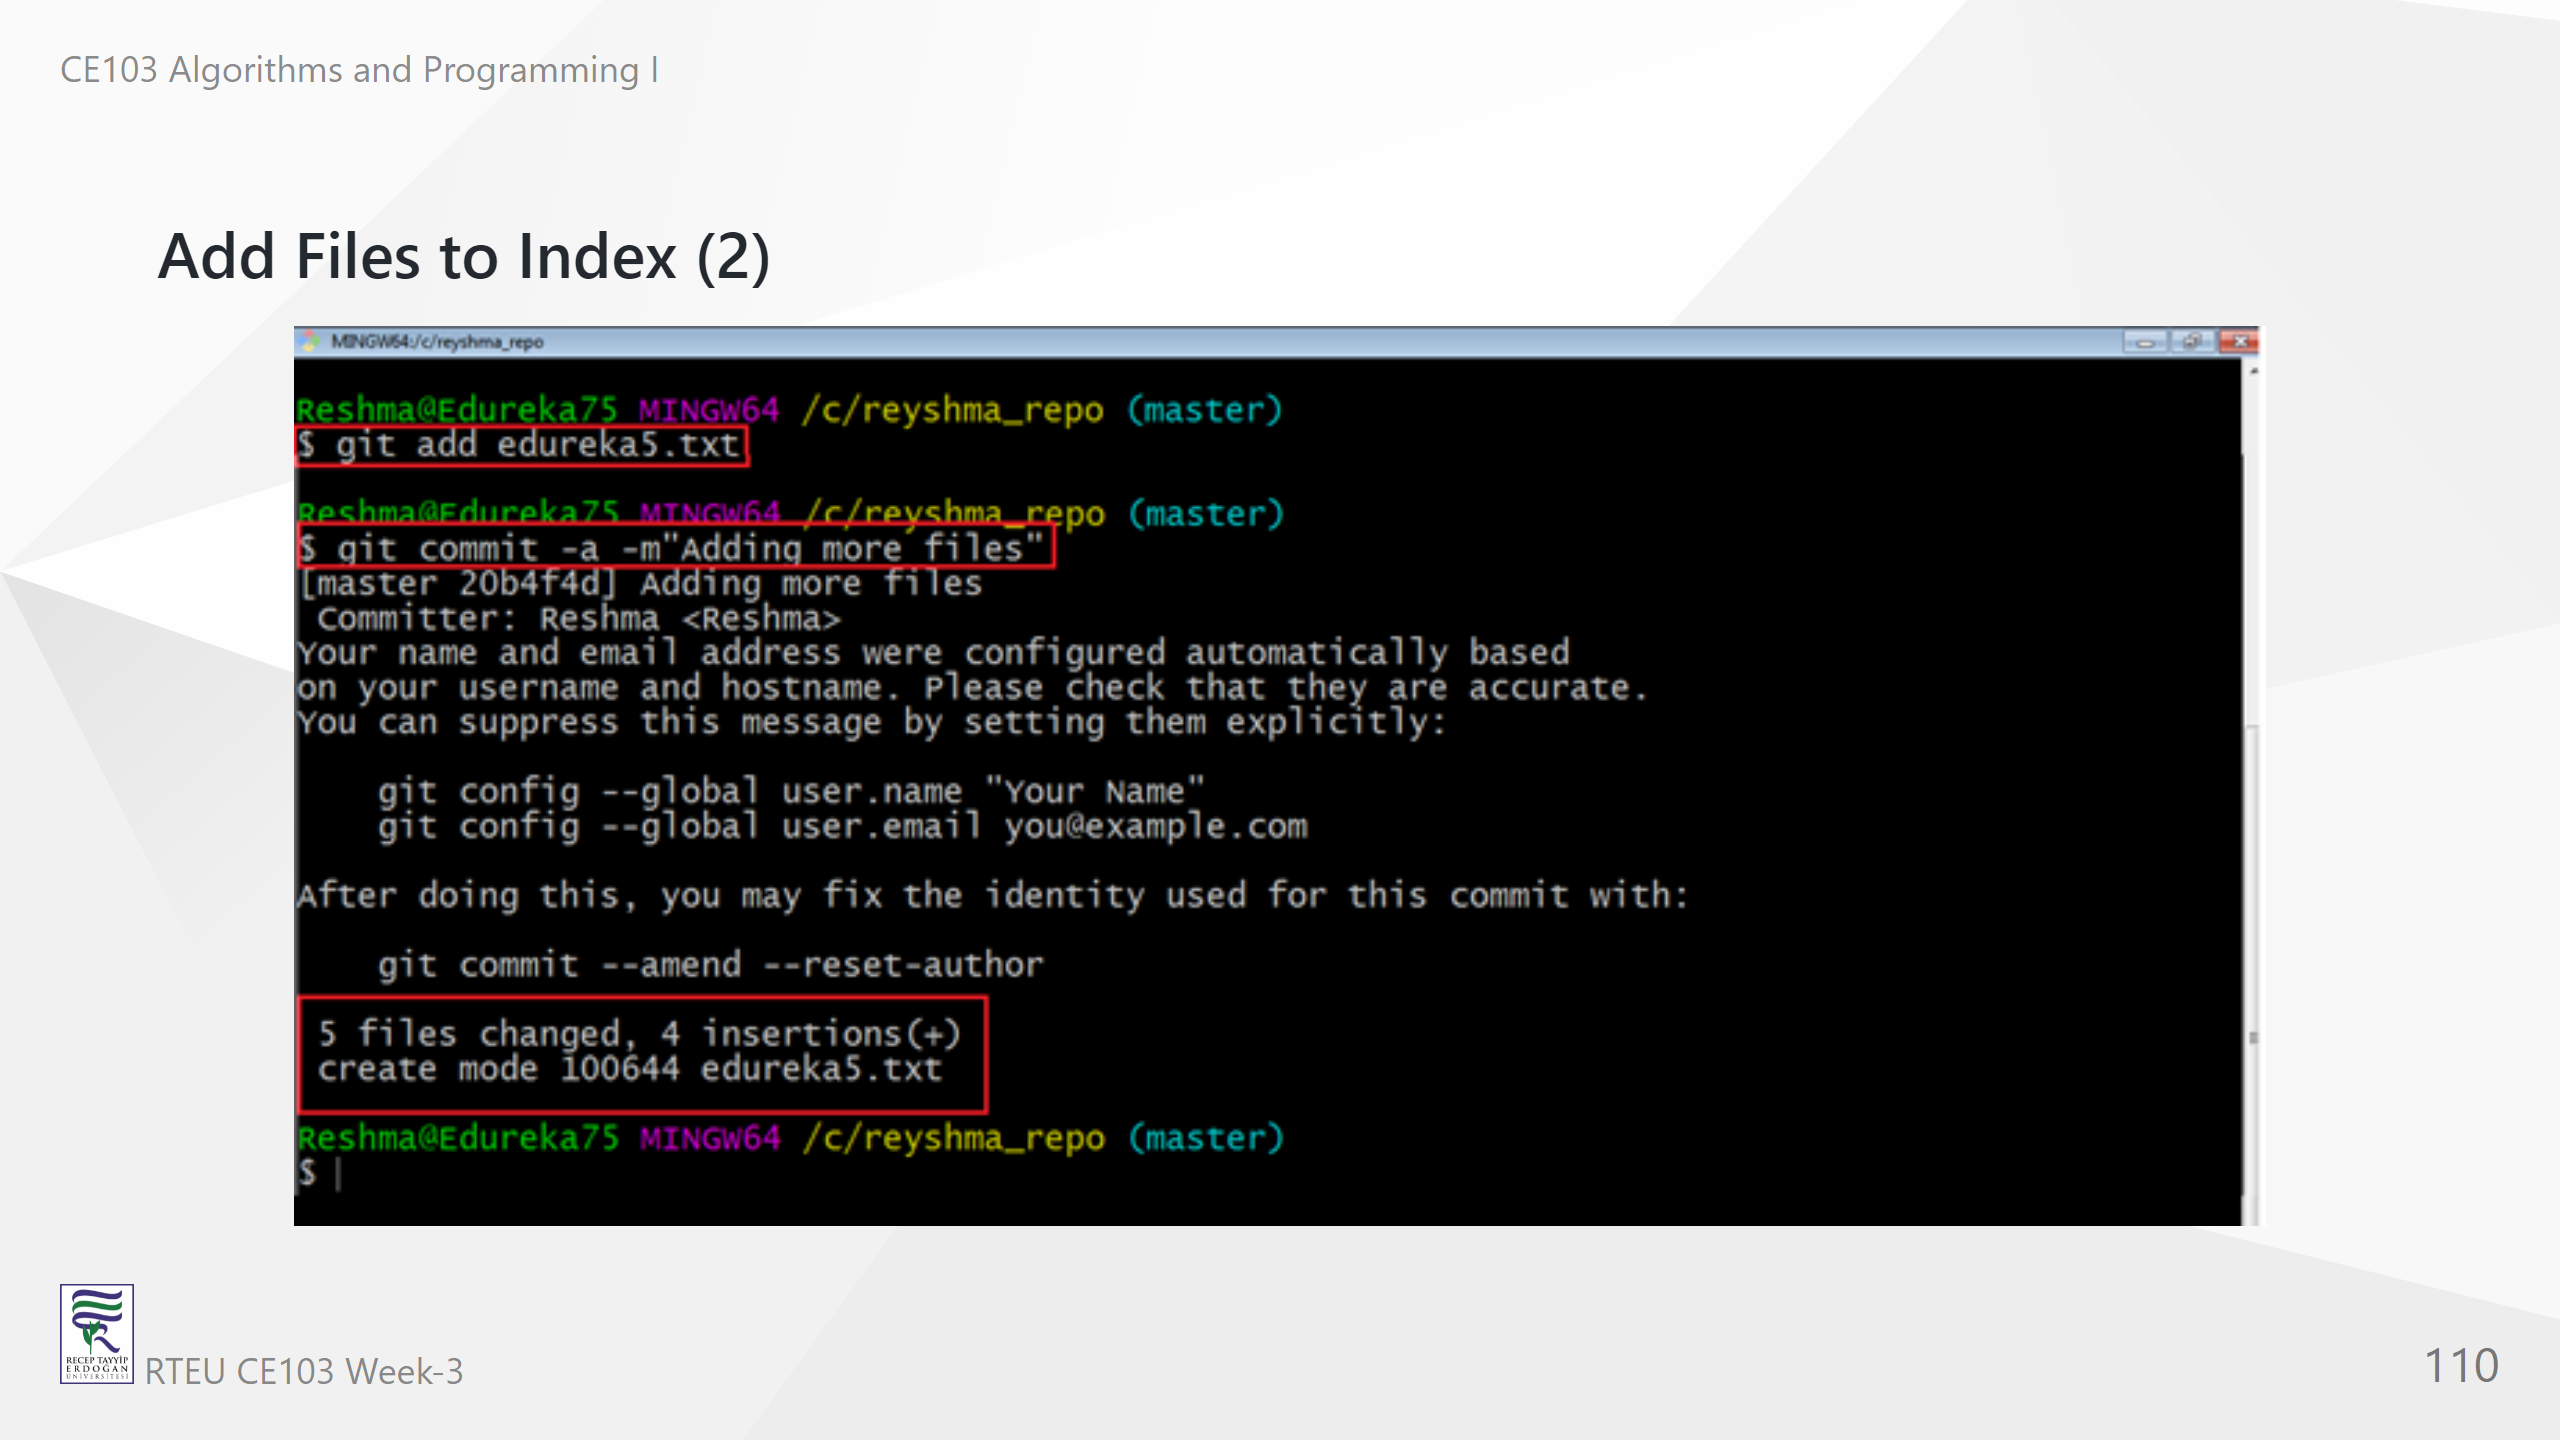 CE103 Algorithms and Programming I
Add Files to Index (2)
MINGW64:/c/reyshma_repo
Reshma@Edureka75 MINGW64 /c/reyshma_repo (master)
$ git add edureka5.txt
Reshma@Edureka75 MINGW64 /c/reyshma_repo (master)
$ git commit -a -m"Adding more files"
[master 20b4f4d] Adding more files
Committer: Reshma <Reshma>
Your name and email address were configured automatically based
on your username and hostname. Please check that they are accurate.
You can suppress this message by setting them explicitly:
git config --global user.name "Your Name"
git config --global user.email you@example.com
After doing this, you may fix the identity used for this commit with:
git commit --amend --reset-author
5 files changed, 4 insertions(+)
create mode 100644 edureka5.txt
Reshma@Edureka75 MINGW64 /c/reyshma_repo (master)
$
RECEP TAYYİP
ERDOĞAN
ÜNİVERSİTESİ
RTEU CE103 Week-3
110